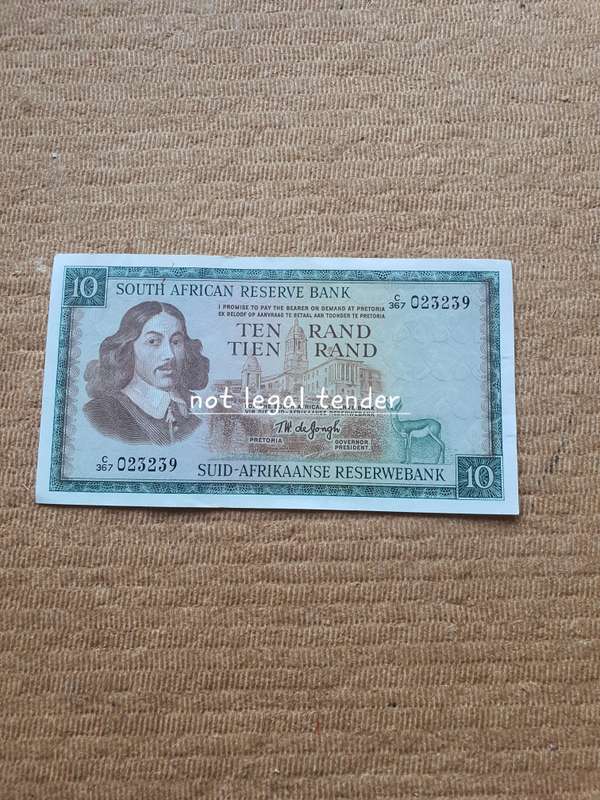 10
SOUTH AFRICAN RESERVE BANK
C/367 023239
I PROMISE TO PAY THE BEARER ON DEMAND AT PRETORIA
EK BELOOF OP AANVRAAG TE BETAAL AAN TOONDER TE PRETORIA
TEN RAND
TIEN RAND
not legal tender
T.W. de Jongh
PRETORIA
GOVERNOR
PRESIDENT.
C/367 023239
SUID-AFRIKAANSE RESERWEBANK
10